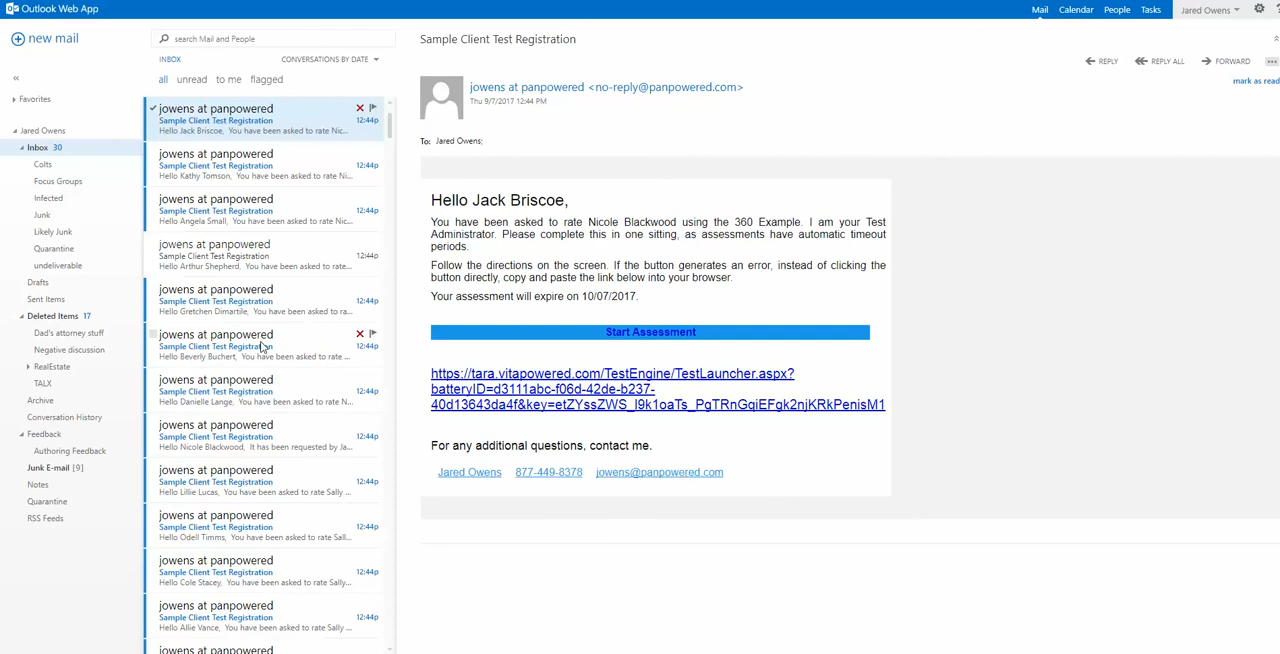 Outlook Web App
Mail Calendar People Tasks Jared Owens
new mail
search Mail and People
INBOX CONVERSATIONS BY DATE
all unread to me flagged
«
Favorites
Jared Owens
Inbox 30
Colts
Focus Groups
Infected
Junk
Likely Junk
Quarantine
undeliverable
Drafts
Sent Items
Deleted Items 17
Dad's attorney stuff
Negative discussion
RealEstate
TALX
Archive
Conversation History
Feedback
Authoring Feedback
Junk E-mail [9]
Notes
Quarantine
RSS Feeds
jowens at panpowered
Sample Client Test Registration 12:44p
Hello Jack Briscoe, You have been asked to rate Nic...
jowens at panpowered
Sample Client Test Registration 12:44p
Hello Kathy Tomson, You have been asked to rate Ni...
jowens at panpowered
Sample Client Test Registration 12:44p
Hello Angela Small, You have been asked to rate Nic...
jowens at panpowered
Sample Client Test Registration 12:44p
Hello Arthur Shepherd, You have been asked to rate...
jowens at panpowered
Sample Client Test Registration 12:44p
Hello Gretchen Dimartile, You have been asked to ra...
jowens at panpowered
Sample Client Test Registration 12:44p
Hello Beverly Buchert, You have been asked to rate ...
jowens at panpowered
Sample Client Test Registration 12:44p
Hello Danielle Lange, You have been asked to rate N...
jowens at panpowered
Sample Client Test Registration 12:44p
Hello Nicole Blackwood, It has been requested by Ja...
jowens at panpowered
Sample Client Test Registration 12:44p
Hello Lillie Lucas, You have been asked to rate Sally ...
jowens at panpowered
Sample Client Test Registration 12:44p
Hello Odell Timms, You have been asked to rate Sall...
jowens at panpowered
Sample Client Test Registration 12:44p
Hello Cole Stacey, You have been asked to rate Sally...
jowens at panpowered
Sample Client Test Registration 12:44p
Hello Allie Vance, You have been asked to rate Sally ...
jowens at panpowered
Sample Client Test Registration
REPLY REPLY ALL FORWARD
mark as read
jowens at panpowered <no-reply@panpowered.com>
Thu 9/7/2017 12:44 PM
To: Jared Owens;
Hello Jack Briscoe,
You have been asked to rate Nicole Blackwood using the 360 Example. I am your Test
Administrator. Please complete this in one sitting, as assessments have automatic timeout
periods.
Follow the directions on the screen. If the button generates an error, instead of clicking the
button directly, copy and paste the link below into your browser.
Your assessment will expire on 10/07/2017.
Start Assessment
https://tara.vitapowered.com/TestEngine/TestLauncher.aspx?
batteryID=d3111abc-f06d-42de-b237-
40d13643da4f&key=etZYssZWS_I9k1oaTs_PgTRnGqiEFgk2njKRkPenisM1
For any additional questions, contact me.
Jared Owens 877-449-8378 jowens@panpowered.com